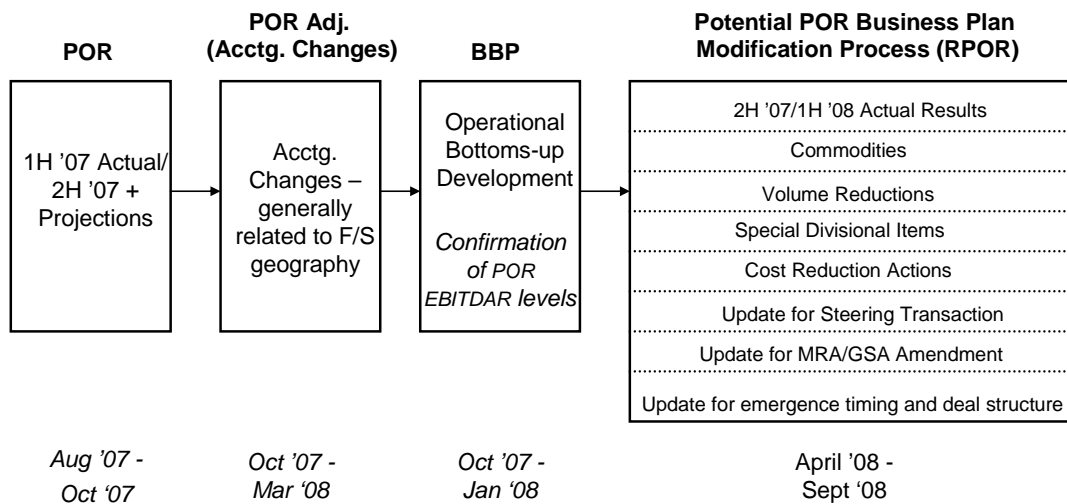 POR
1H '07 Actual/
2H '07 +
Projections
Aug '07 -
Oct ‘07
POR Adj.
(Acctg. Changes)
Acctg.
Changes –
generally
related to F/S
geography
Oct '07 -
Mar '08
BBP
Operational
Bottoms-up
Development
Confirmation
of POR
EBITDAR levels
Oct '07 -
Jan ‘08
Potential POR Business Plan
Modification Process (RPOR)
2H '07/1H '08 Actual Results
Commodities
Volume Reductions
Special Divisional Items
Cost Reduction Actions
Update for Steering Transaction
Update for MRA/GSA Amendment
Update for emergence timing and deal structure
April '08 -
Sept ‘08